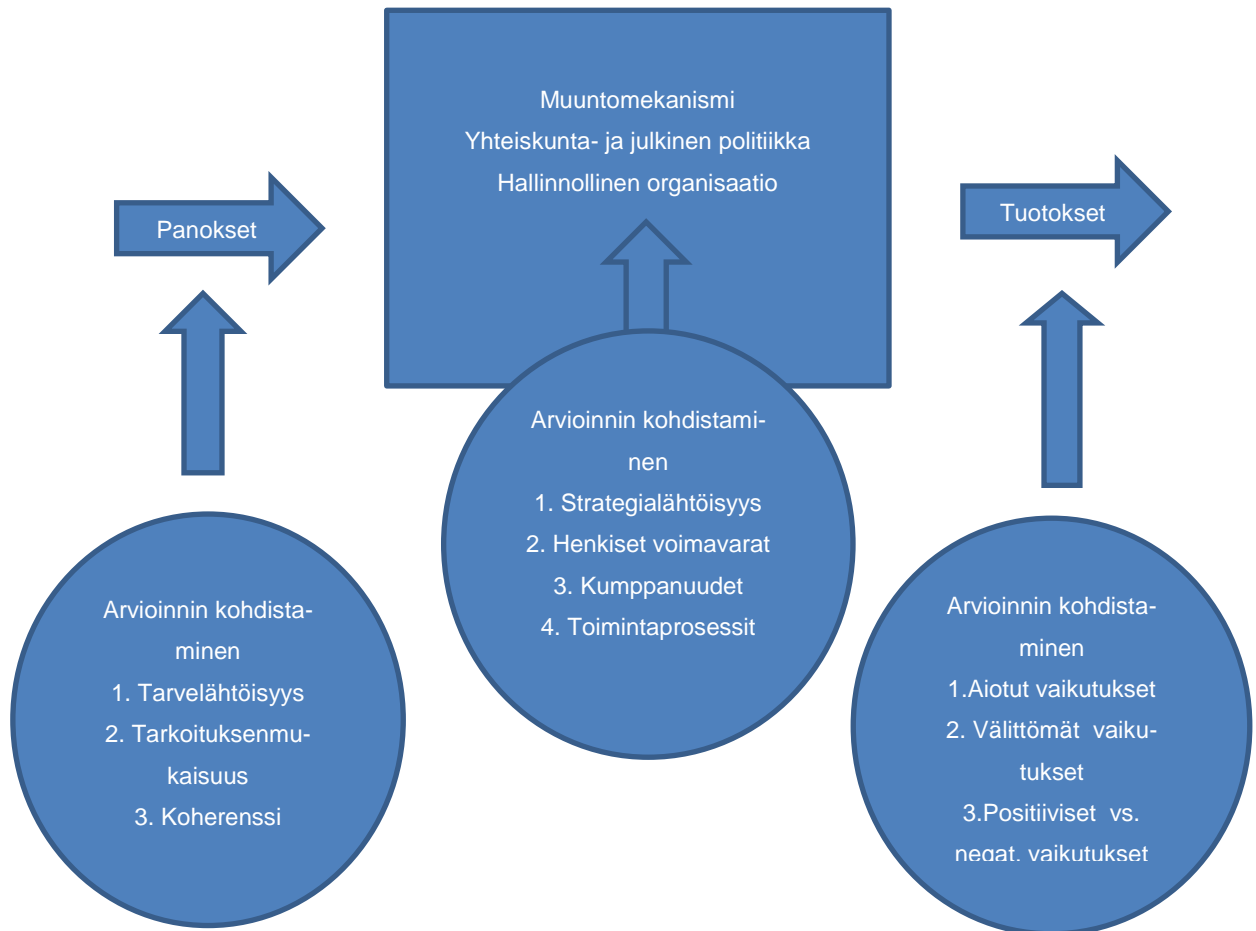 Muuntomekanismi
Yhteiskunta- ja julkinen politiikka
Hallinnollinen organisaatio
Panokset
Tuotokset
Arvioinnin kohdistami-
nen
1. Strategialähtöisyys
2. Henkiset voimavarat
3. Kumppanuudet
4. Toimintaprosessit
Arvioinnin kohdista-
minen
1. Tarvelähtöisyys
2. Tarkoituksenmu-
kaisuus
3. Koherenssi
Arvioinnin kohdista-
minen
1.Aiotut vaikutukset
2. Välittömät vaiku-
tukset
3.Positiiviset vs.
negat. vaikutukset